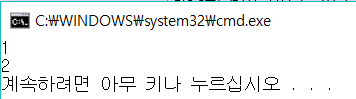 C:₩WINDOWS₩system32₩cmd.exe
1
2
계속하려면 아무 키나 누르십시오 . . .